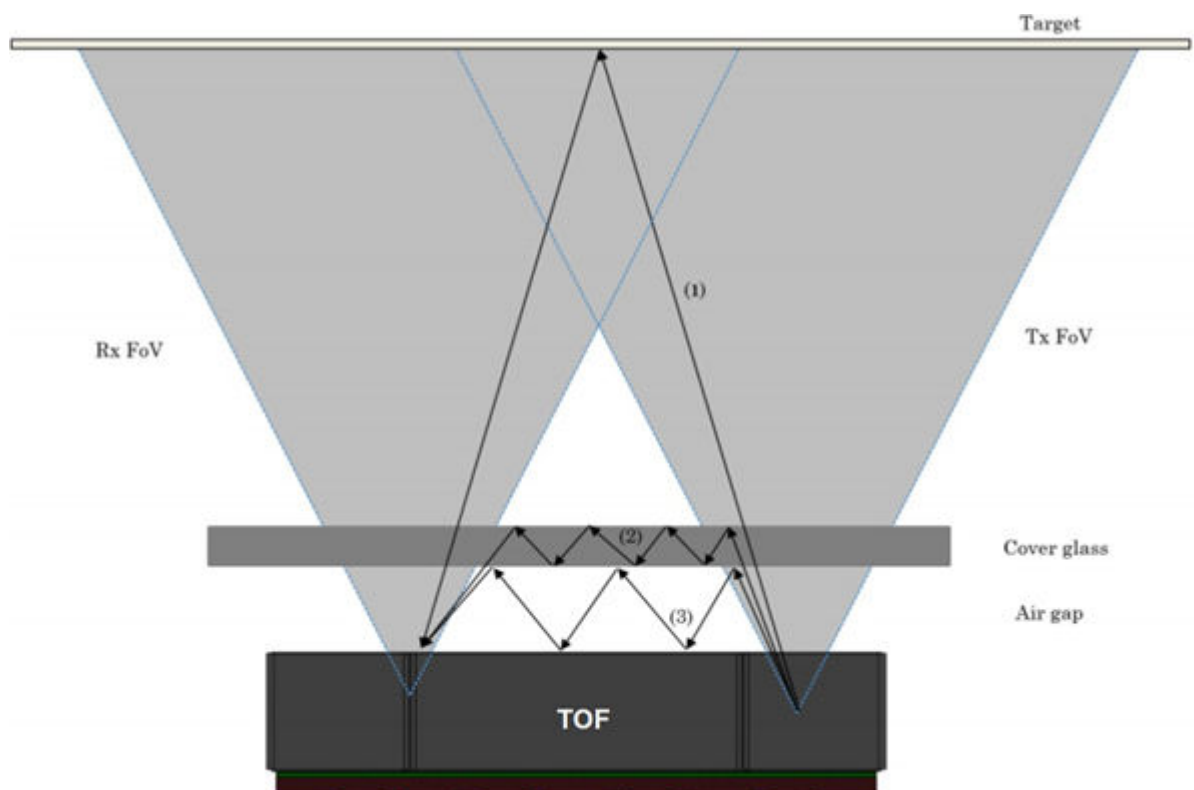 Target
(1)
Rx FoV
Tx FoV
(2)
Cover glass
(3)
Air gap
TOF